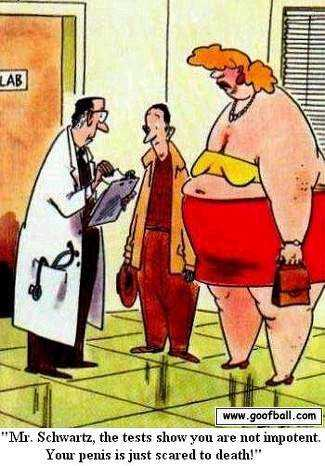 LAB
www.goofball.com
"Mr. Schwartz, the tests show you are not impotent.
Your penis is just scared to death!"